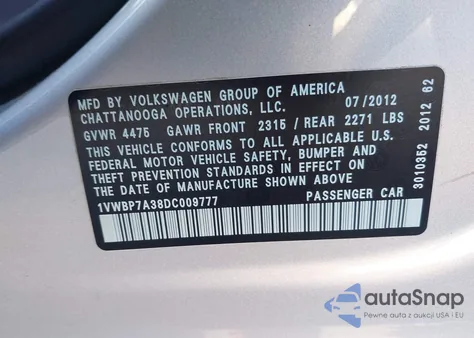 MFD BY VOLKSWAGEN GROUP OF AMERICA
CHATTANOOGA OPERATIONS, LLC. 07/2012
GVWR 4475 GAWR FRONT 2315 / REAR 2271 LBS
THIS VEHICLE CONFORMS TO ALL APPLICABLE U.S.
FEDERAL MOTOR VEHICLE SAFETY, BUMPER AND
THEFT PREVENTION STANDARDS IN EFFECT ON
THE DATE OF MANUFACTURE SHOWN ABOVE.
1VWBP7A38DC009777 PASSENGER CAR
3010352 2012 62
autoSnap
Pewne auta z aukcji USA i EU